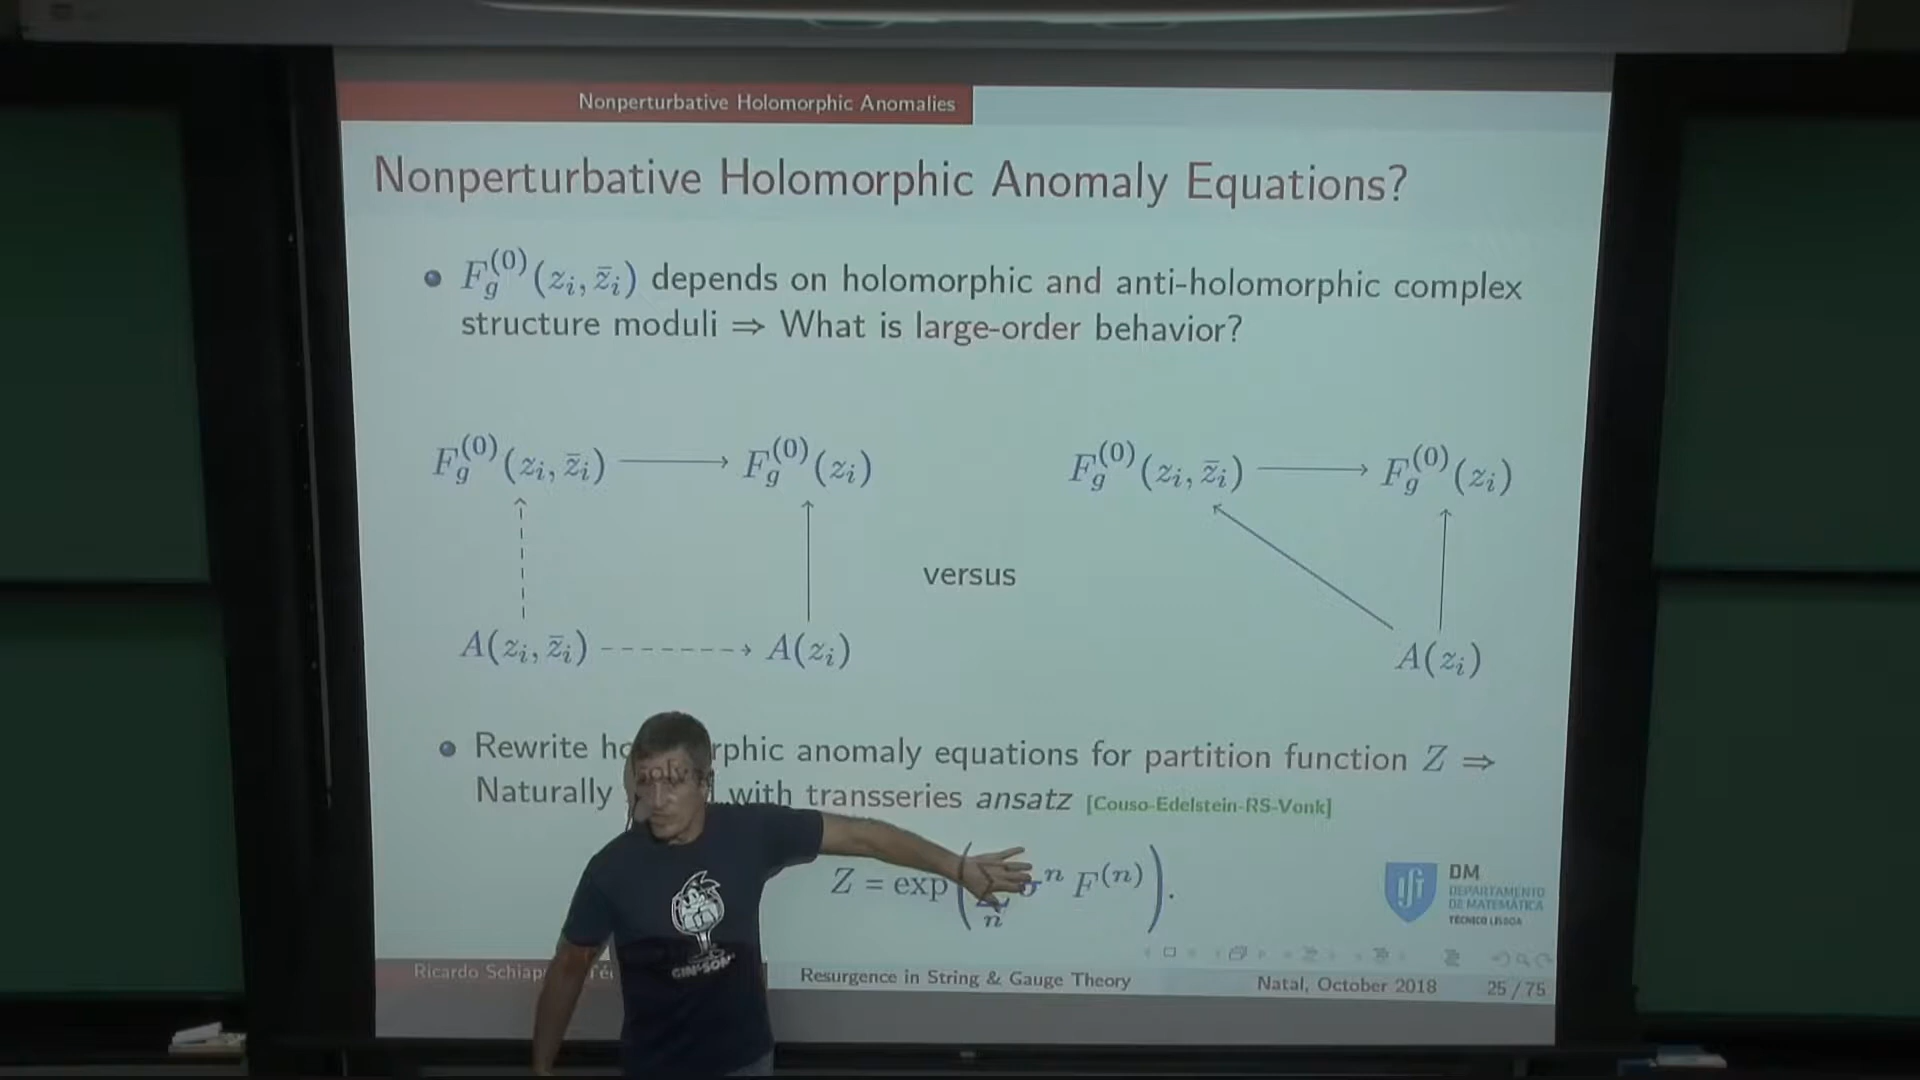 Nonperturbative Holomorphic Anomalies
Nonperturbative Holomorphic Anomaly Equations?
F_g^{(0)}(z_i, \bar{z}_i) depends on holomorphic and anti-holomorphic complex
structure moduli ⇒ What is large-order behavior?
F_g^{(0)}(z_i, \bar{z}_i) → F_g^{(0)}(z_i)
A(z_i, \bar{z}_i) → A(z_i)
versus
F_g^{(0)}(z_i, \bar{z}_i) → F_g^{(0)}(z_i)
A(z_i)
Rewrite anomaly equations for partition function Z ⇒
Naturally with transseries ansatz [Couso-Edelstein-RS-Vonk]
Z = exp(∑_n σ^n F^{(n)}).
DM
DEPARTAMENTO
DE MATEMÁTICA
TÉCNICO LISBOA
Ricardo
Resurgence in String & Gauge Theory
Natal, October 2018
25 / 75